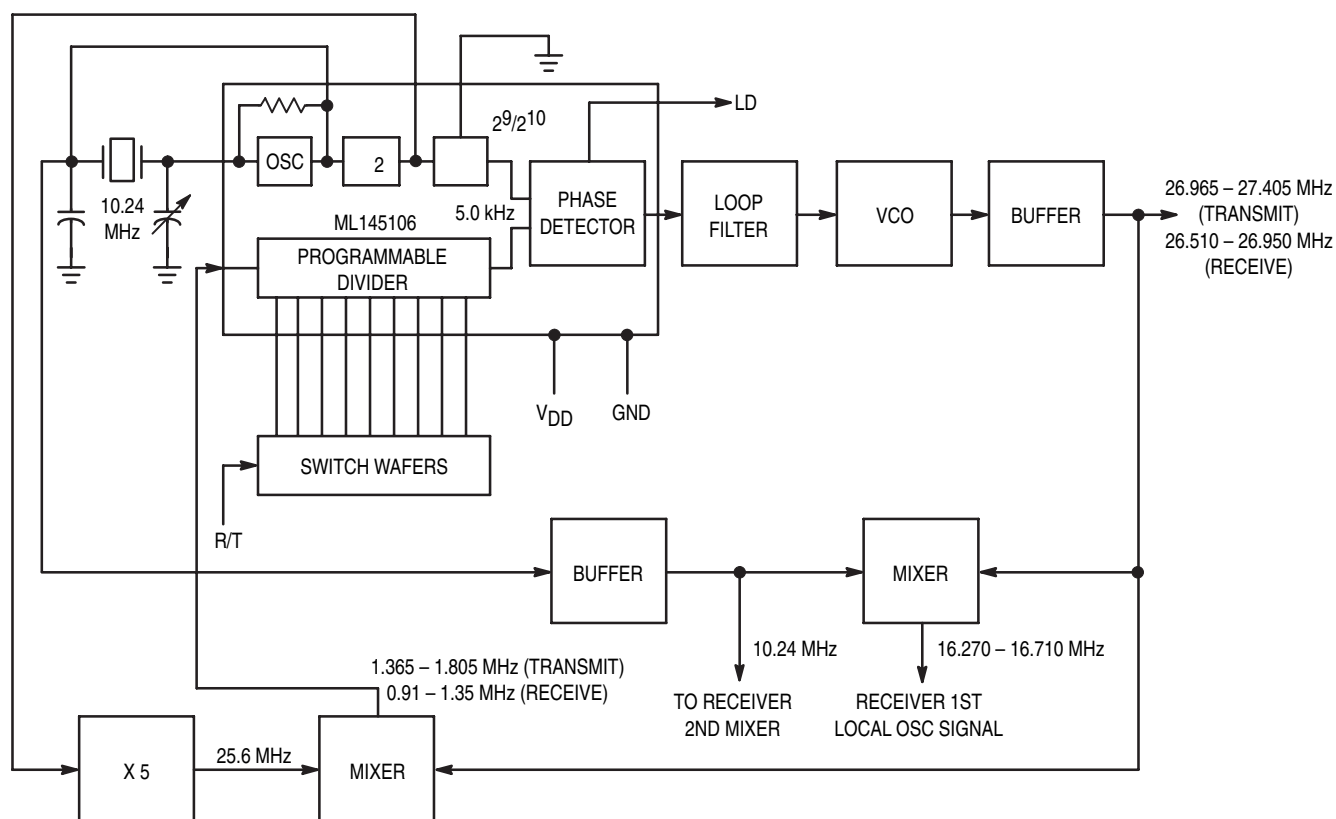 2⁹/2¹⁰
LD
OSC
2
10.24
MHz
5.0 kHz
PHASE
DETECTOR
LOOP
FILTER
VCO
BUFFER
26.965 – 27.405 MHz
(TRANSMIT)
26.510 – 26.950 MHz
(RECEIVE)
ML145106
PROGRAMMABLE
DIVIDER
VDD
GND
SWITCH WAFERS
R/T
BUFFER
MIXER
10.24 MHz
16.270 – 16.710 MHz
TO RECEIVER
2ND MIXER
RECEIVER 1ST
LOCAL OSC SIGNAL
1.365 – 1.805 MHz (TRANSMIT)
0.91 – 1.35 MHz (RECEIVE)
X 5
25.6 MHz
MIXER